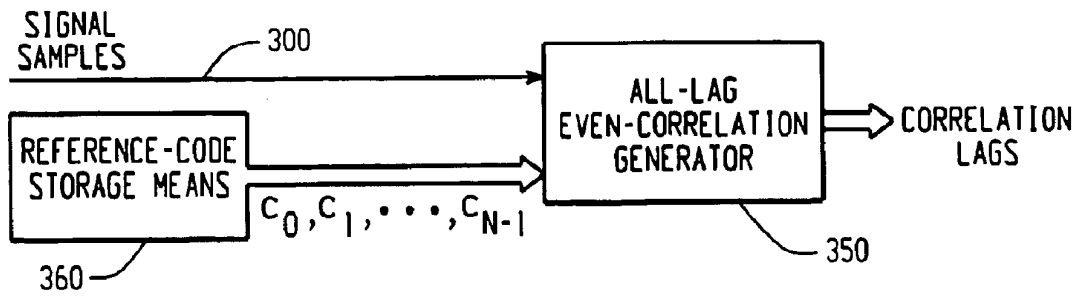 SIGNAL
SAMPLES
300
ALL-LAG
EVEN-CORRELATION
GENERATOR
CORRELATION
LAGS
REFERENCE-CODE
STORAGE MEANS
C0, C1, • • •, CN-1
360
350